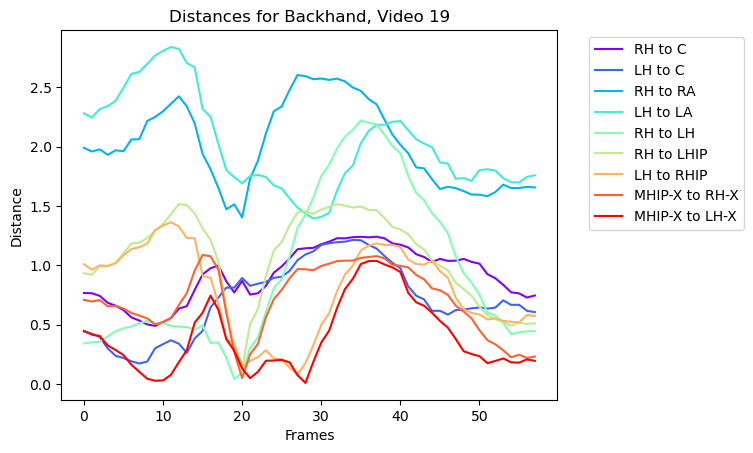 Distances for Backhand, Video 19
RH to C
LH to C
RH to RA
LH to LA
RH to LH
RH to LHIP
LH to RHIP
MHIP-X to RH-X
MHIP-X to LH-X
Distance
2.5
2.0
1.5
1.0
0.5
0.0
0 10 20 30 40 50
Frames